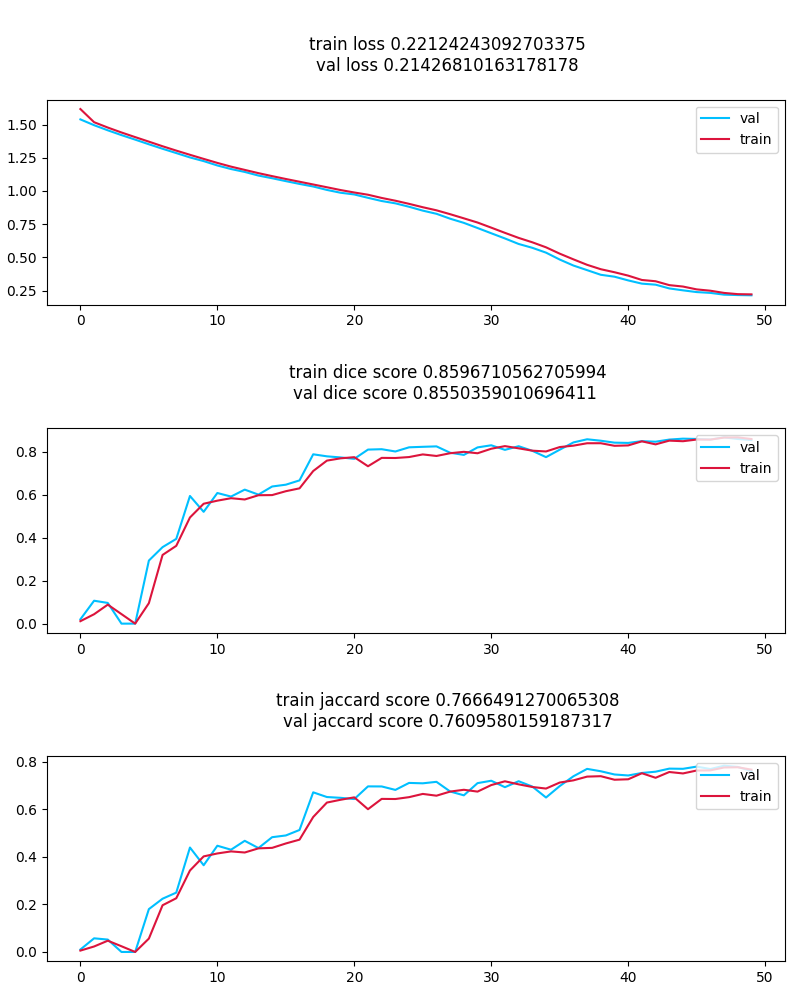 train loss 0.22124243092703375
val loss 0.21426810163178178
val
train
1.50
1.25
1.00
0.75
0.50
0.25
0 10 20 30 40 50
train dice score 0.8596710562705994
val dice score 0.8550359010696411
val
train
0.8
0.6
0.4
0.2
0.0
0 10 20 30 40 50
train jaccard score 0.7666491270065308
val jaccard score 0.7609580159187317
val
train
0.8
0.6
0.4
0.2
0.0
0 10 20 30 40 50